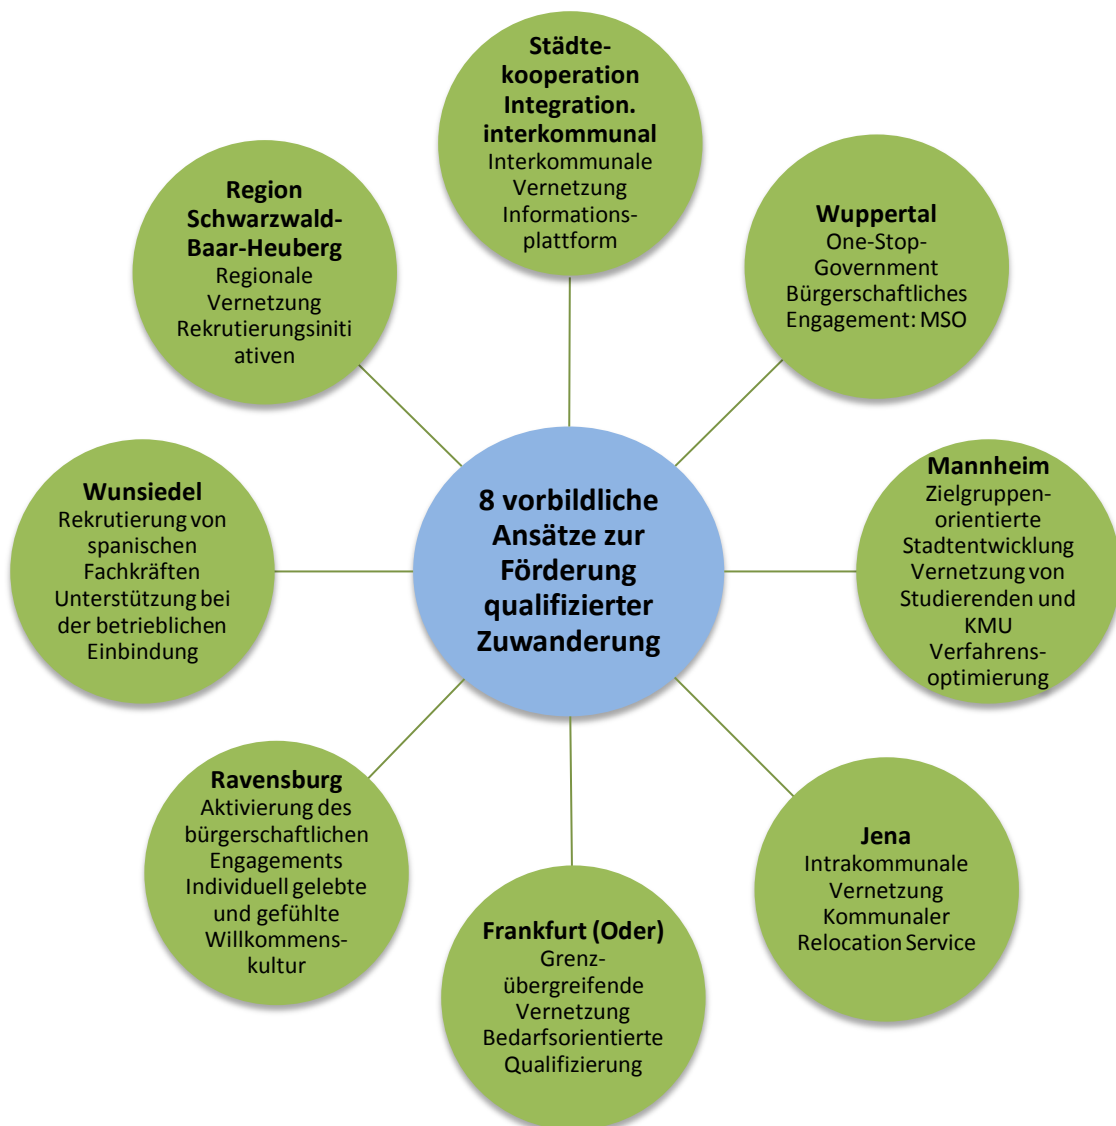 Städte-
kooperation
Integration.
interkommunal
Interkommunale
Vernetzung
Informations-
plattform
Wuppertal
One-Stop-
Government
Bürgerschaftliches
Engagement: MSO
Mannheim
Zielgruppen-
orientierte
Stadtentwicklung
Vernetzung von
Studierenden und
KMU
Verfahrens-
optimierung
Jena
Intrakommunale
Vernetzung
Kommunaler
Relocation Service
Frankfurt (Oder)
Grenz-
übergreifende
Vernetzung
Bedarfsorientierte
Qualifizierung
Ravensburg
Aktivierung des
bürgerschaftlichen
Engagements
Individuell gelebte
und gefühlte
Willkommens-
kultur
Wunsiedel
Rekrutierung von
spanischen
Fachkräften
Unterstützung bei
der betrieblichen
Einbindung
Region
Schwarzwald-
Baar-Heuberg
Regionale
Vernetzung
Rekrutierungsiniti
ativen
8 vorbildliche
Ansätze zur
Förderung
qualifizierter
Zuwanderung